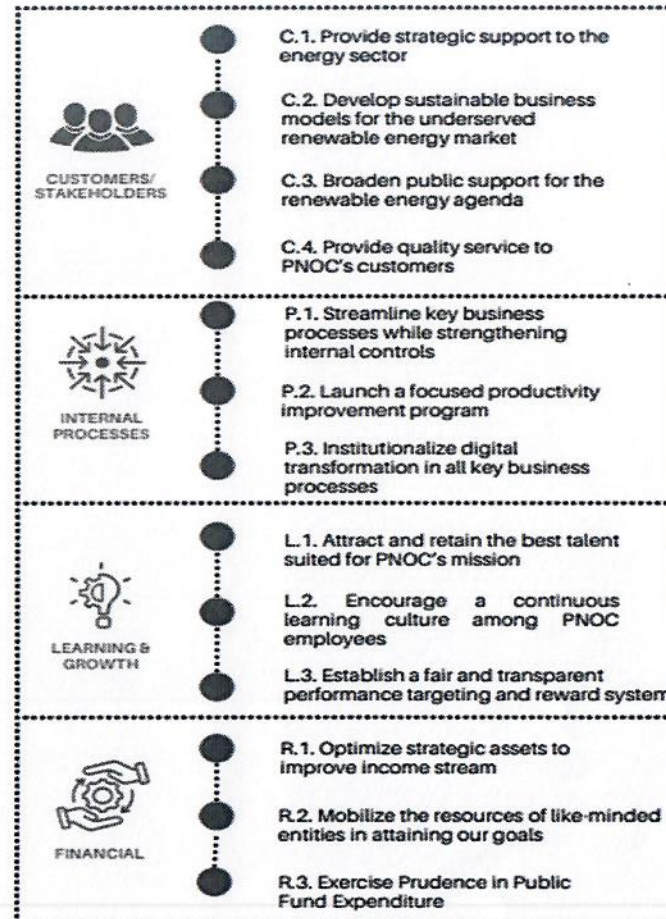 C.1. Provide strategic support to the
energy sector
C.2. Develop sustainable business
models for the underserved
renewable energy market
CUSTOMERS/
STAKEHOLDERS
C.3. Broaden public support for the
renewable energy agenda
C.4. Provide quality service to
PNOC's customers
P.1. Streamline key business
processes while strengthening
internal controls
P.2. Launch a focused productivity
improvement program
INTERNAL
PROCESSES
P.3. Institutionalize digital
transformation in all key business
processes
L.1. Attract and retain the best talent
suited for PNOC's mission
L.2. Encourage a continuous
learning culture among PNOC
employees
LEARNING &
GROWTH
L.3. Establish a fair and transparent
performance targeting and reward system
R.1. Optimize strategic assets to
improve income stream
R.2. Mobilize the resources of like-minded
entities in attaining our goals
FINANCIAL
R.3. Exercise Prudence in Public
Fund Expenditure